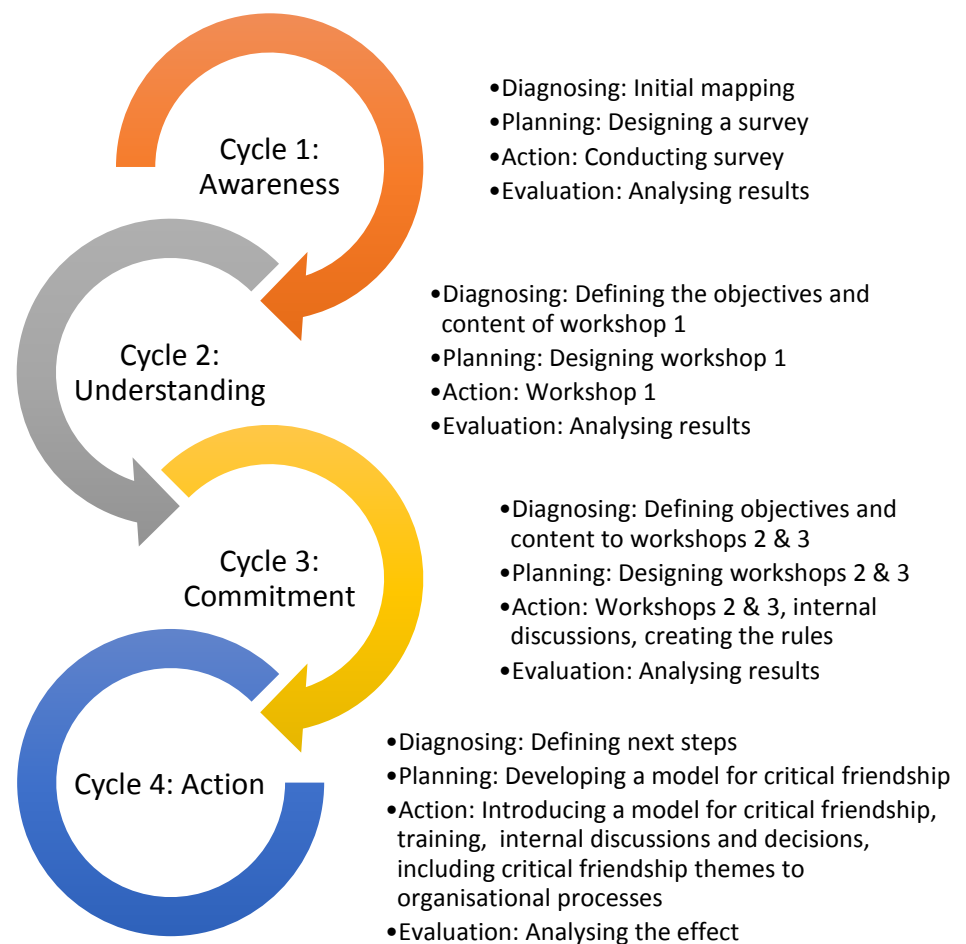 Cycle 1:
Awareness
•Diagnosing: Initial mapping
•Planning: Designing a survey
•Action: Conducting survey
•Evaluation: Analysing results
Cycle 2:
Understanding
•Diagnosing: Defining the objectives and
content of workshop 1
•Planning: Designing workshop 1
•Action: Workshop 1
•Evaluation: Analysing results
Cycle 3:
Commitment
•Diagnosing: Defining objectives and
content to workshops 2 & 3
•Planning: Designing workshops 2 & 3
•Action: Workshops 2 & 3, internal
discussions, creating the rules
•Evaluation: Analysing results
Cycle 4: Action
•Diagnosing: Defining next steps
•Planning: Developing a model for critical friendship
•Action: Introducing a model for critical friendship,
training, internal discussions and decisions,
including critical friendship themes to
organisational processes
•Evaluation: Analysing the effect